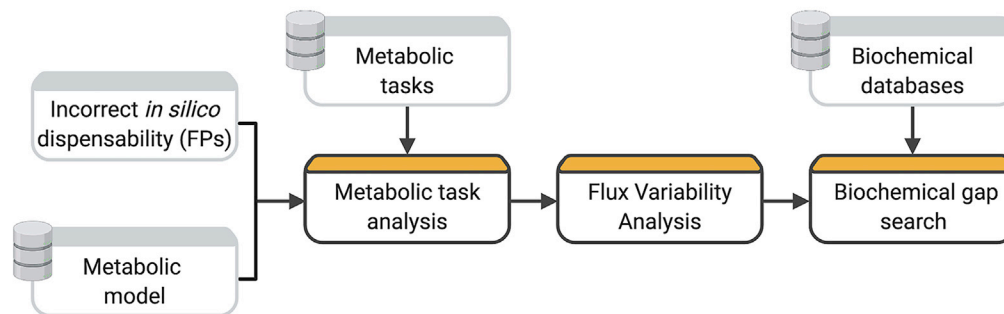 Metabolic
tasks
Biochemical
databases
Incorrect in silico
dispensability (FPs)
Metabolic task
analysis
Flux Variability
Analysis
Biochemical gap
search
Metabolic
model